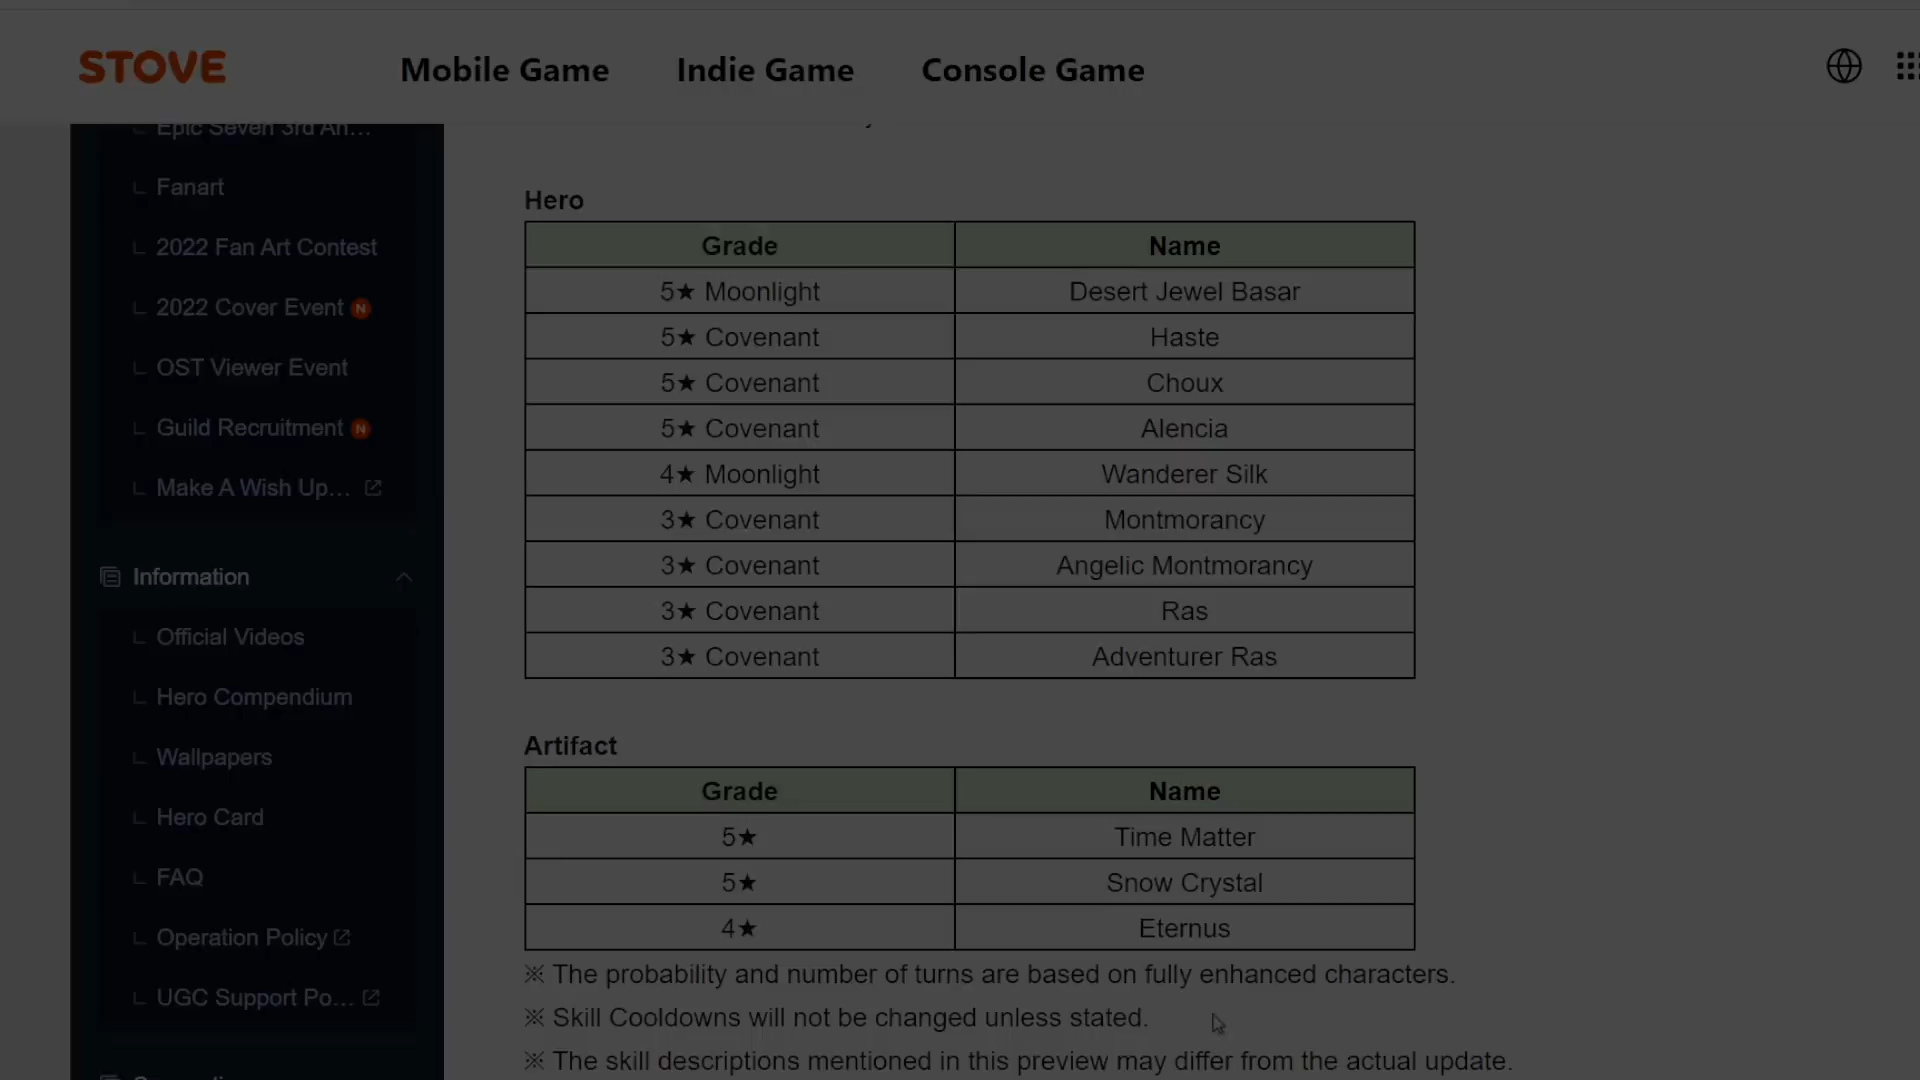 STOVE
Mobile Game
Indie Game
Console Game
Epic Seven 3rd An...
Fanart
2022 Fan Art Contest
2022 Cover Event N
OST Viewer Event
Guild Recruitment N
Make A Wish Up...
Information
Official Videos
Hero Compendium
Wallpapers
Hero Card
FAQ
Operation Policy
UGC Support Po...
Hero
Grade Name
5★ Moonlight Desert Jewel Basar
5★ Covenant Haste
5★ Covenant Choux
5★ Covenant Alencia
4★ Moonlight Wanderer Silk
3★ Covenant Montmorancy
3★ Covenant Angelic Montmorancy
3★ Covenant Ras
3★ Covenant Adventurer Ras
Artifact
Grade Name
5★ Time Matter
5★ Snow Crystal
4★ Eternus
※ The probability and number of turns are based on fully enhanced characters.
※ Skill Cooldowns will not be changed unless stated.
※ The skill descriptions mentioned in this preview may differ from the actual update.